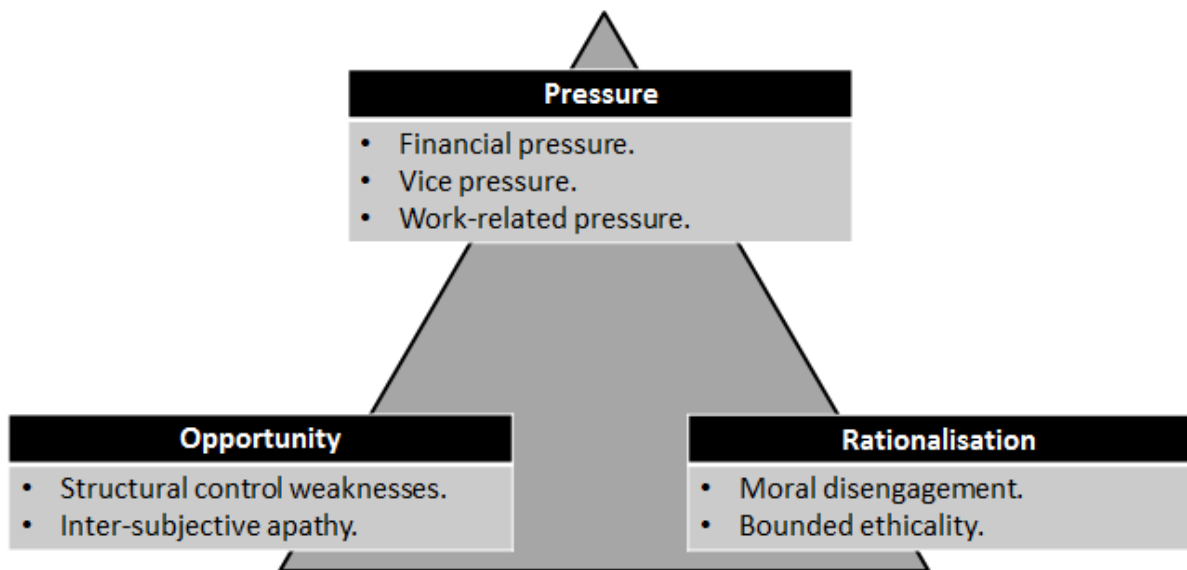 Pressure
• Financial pressure.
• Vice pressure.
• Work-related pressure.
Opportunity
• Structural control weaknesses.
• Inter-subjective apathy.
Rationalisation
• Moral disengagement.
• Bounded ethicality.